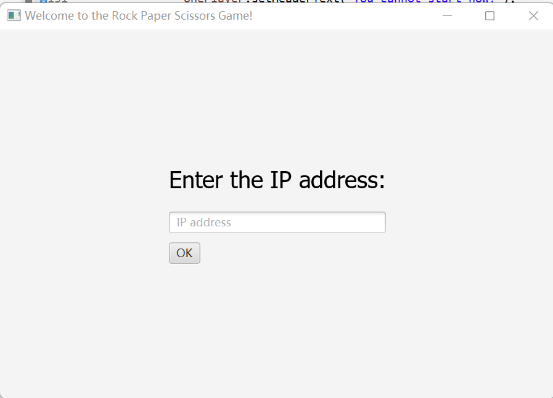 Welcome to the Rock Paper Scissors Game!
Enter the IP address:
IP address
OK